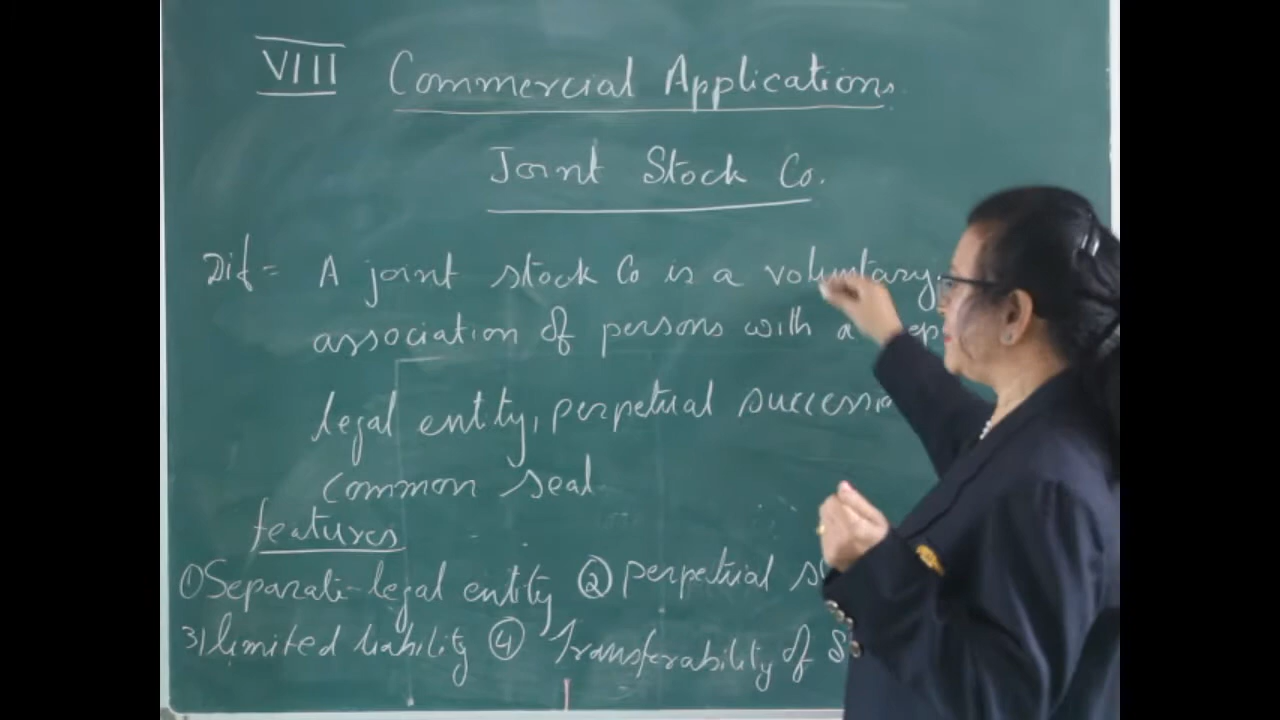 VIII Commercial Applications
Joint Stock Co.
Dif = A joint stock Co is a voluntary
association of persons with a
legal entity, perpetual
common seal
features
① Separate legal entity ② perpetual
3) limited liability ④ Transferability of